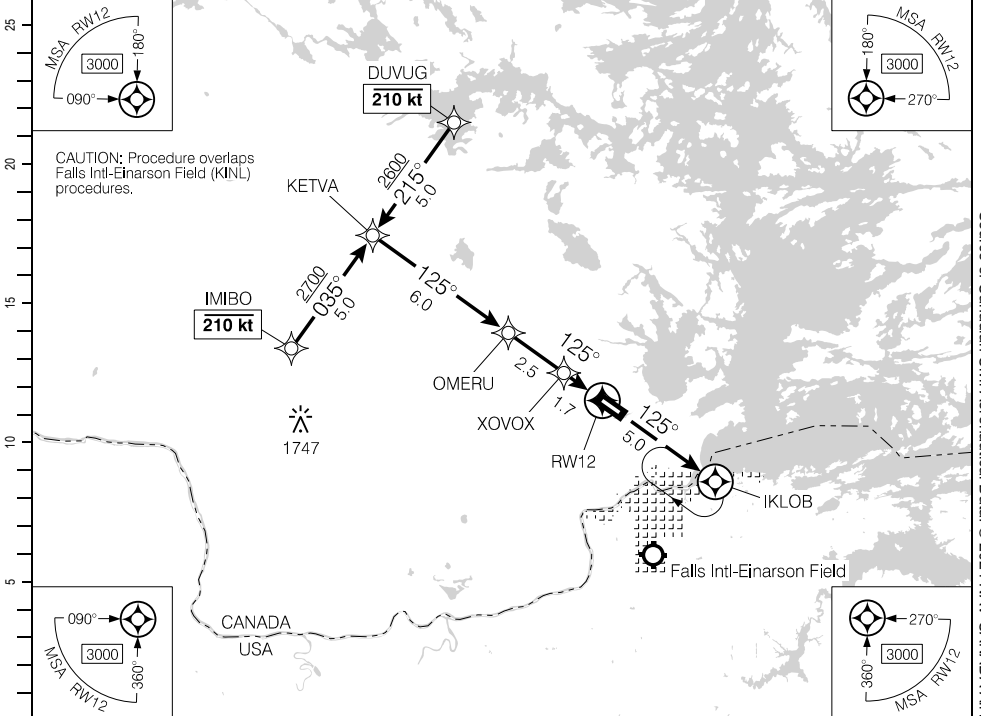 25
20
15
10
5
MSA RW12
3000
180°
090°
MSA RW12
3000
180°
270°
CAUTION: Procedure overlaps
Falls Intl-Einarson Field (KINL)
procedures.
DUVUG
210 kt
2600
215°
5.0
KETVA
2700
035°
5.0
IMIBO
210 kt
125°
6.0
OMERU
125°
2.5
XOVOX
1.7
RW12
125°
5.0
IKLOB
1747
Falls Intl-Einarson Field
CANADA
USA
090°
3000
360°
MSA RW12
270°
3000
360°
MSA RW12